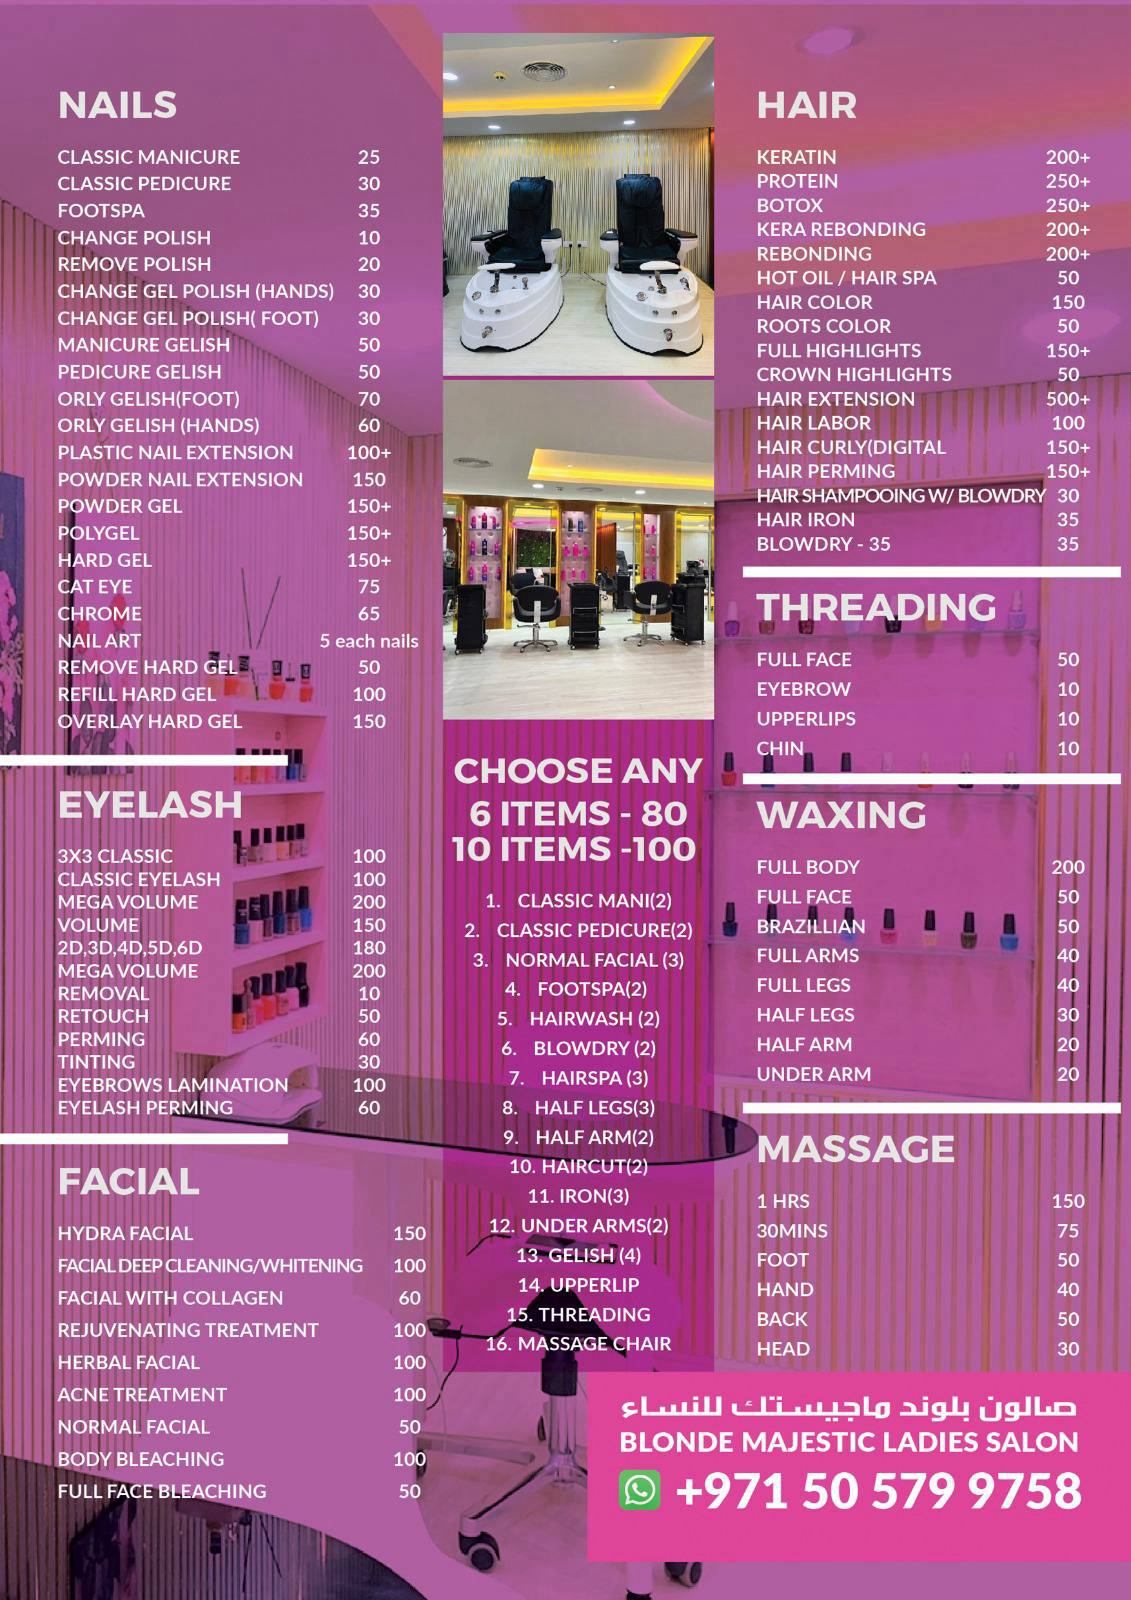 NAILS
CLASSIC MANICURE 25
CLASSIC PEDICURE 30
FOOTSPA 35
CHANGE POLISH 10
REMOVE POLISH 20
CHANGE GEL POLISH (HANDS) 30
CHANGE GEL POLISH( FOOT) 30
MANICURE GELISH 50
PEDICURE GELISH 50
ORLY GELISH(FOOT) 70
ORLY GELISH (HANDS) 60
PLASTIC NAIL EXTENSION 100+
POWDER NAIL EXTENSION 150
POWDER GEL 150+
POLYGEL 150+
HARD GEL 150+
CAT EYE 75
CHROME 65
NAIL ART 5 each nails
REMOVE HARD GEL 50
REFILL HARD GEL 100
OVERLAY HARD GEL 150
EYELASH
3X3 CLASSIC 100
CLASSIC EYELASH 100
MEGA VOLUME 200
VOLUME 150
2D,3D,4D,5D,6D 180
MEGA VOLUME 200
REMOVAL 10
RETOUCH 50
PERMING 60
TINTING 30
EYEBROWS LAMINATION 100
EYELASH PERMING 60
FACIAL
HYDRA FACIAL 150
FACIAL DEEP CLEANING/WHITENING 100
FACIAL WITH COLLAGEN 60
REJUVENATING TREATMENT 100
HERBAL FACIAL 100
ACNE TREATMENT 100
NORMAL FACIAL 50
BODY BLEACHING 100
FULL FACE BLEACHING 50
CHOOSE ANY
6 ITEMS - 80
10 ITEMS -100
1. CLASSIC MANI(2)
2. CLASSIC PEDICURE(2)
3. NORMAL FACIAL (3)
4. FOOTSPA(2)
5. HAIRWASH (2)
6. BLOWDRY (2)
7. HAIRSPA (3)
8. HALF LEGS(3)
9. HALF ARM(2)
10. HAIRCUT(2)
11. IRON(3)
12. UNDER ARMS(2)
13. GELISH (4)
14. UPPERLIP
15. THREADING
16. MASSAGE CHAIR
HAIR
KERATIN 200+
PROTEIN 250+
BOTOX 250+
KERA REBONDING 200+
REBONDING 200+
HOT OIL / HAIR SPA 50
HAIR COLOR 150
ROOTS COLOR 50
FULL HIGHLIGHTS 150+
CROWN HIGHLIGHTS 50
HAIR EXTENSION 500+
HAIR LABOR 100
HAIR CURLY(DIGITAL 150+
HAIR PERMING 150+
HAIR SHAMPOOING W/ BLOWDRY 30
HAIR IRON 35
BLOWDRY - 35 35
THREADING
FULL FACE 50
EYEBROW 10
UPPERLIPS 10
CHIN 10
WAXING
FULL BODY 200
FULL FACE 50
BRAZILLIAN 50
FULL ARMS 40
FULL LEGS 40
HALF LEGS 30
HALF ARM 20
UNDER ARM 20
MASSAGE
1 HRS 150
30MINS 75
FOOT 50
HAND 40
BACK 50
HEAD 30
صالون بلوند ماجيستك للنساء
BLONDE MAJESTIC LADIES SALON
+971 50 579 9758